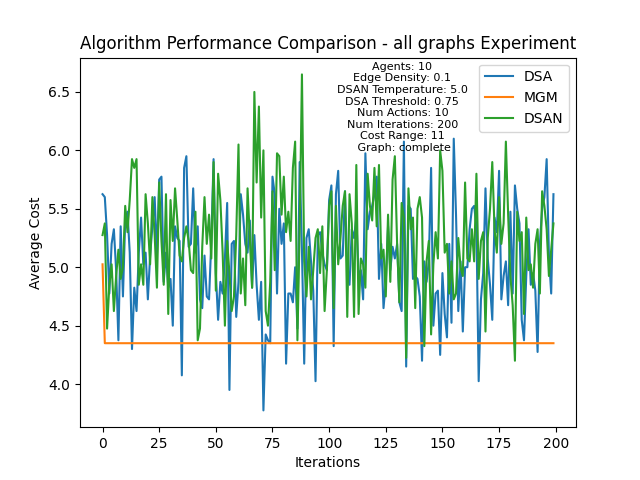 Algorithm Performance Comparison - all graphs Experiment
Agents: 10
Edge Density: 0.1
DSAN Temperature: 5.0
DSA Threshold: 0.75
Num Actions: 10
Num Iterations: 200
Cost Range: 11
Graph: complete
DSA
MGM
DSAN
Average Cost
6.5
6.0
5.5
5.0
4.5
4.0
0 25 50 75 100 125 150 175 200
Iterations